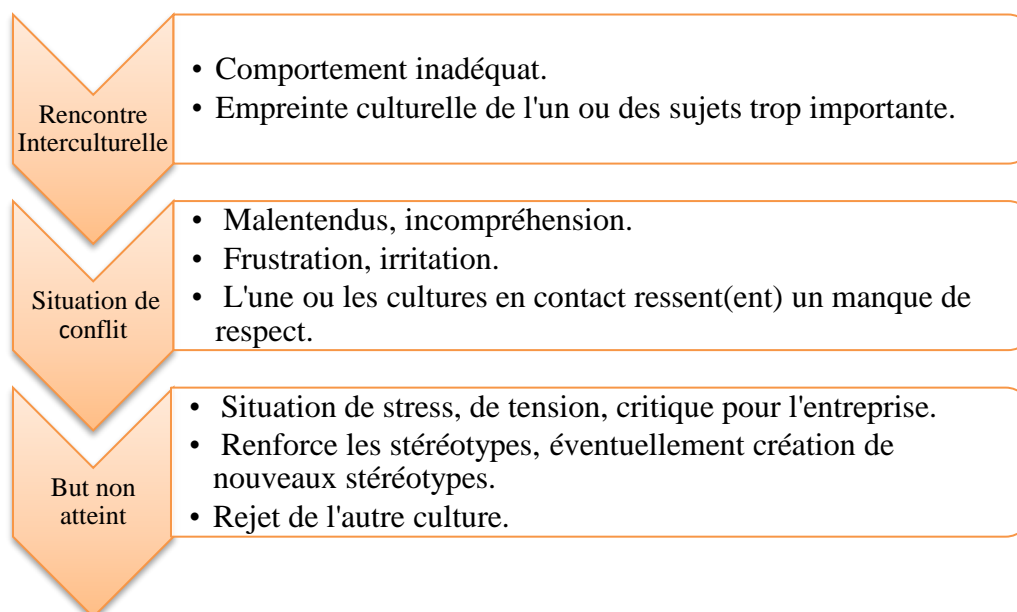 Rencontre
Interculturelle
• Comportement inadéquat.
• Empreinte culturelle de l'un ou des sujets trop importante.
Situation de
conflit
• Malentendus, incompréhension.
• Frustration, irritation.
• L'une ou les cultures en contact ressent(ent) un manque de
respect.
But non
atteint
• Situation de stress, de tension, critique pour l'entreprise.
• Renforce les stéréotypes, éventuellement création de
nouveaux stéréotypes.
• Rejet de l'autre culture.